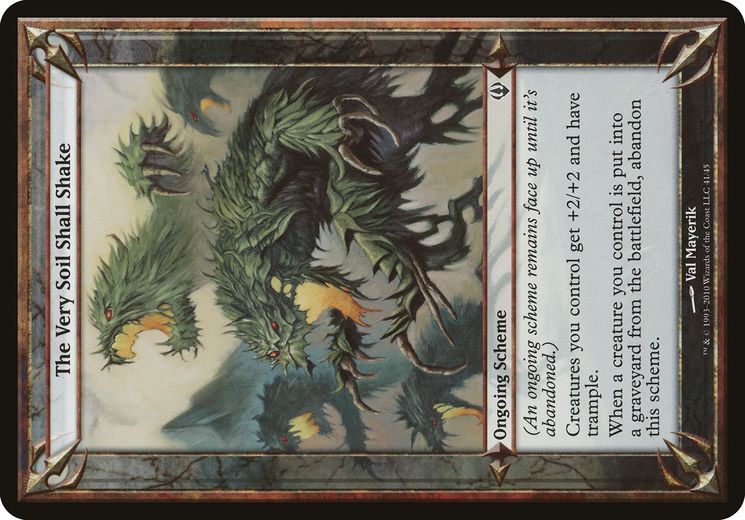 The Very Soil Shall Shake
Ongoing Scheme
(An ongoing scheme remains face up until it's
abandoned.)
Creatures you control get +2/+2 and have
trample.
When a creature you control is put into
a graveyard from the battlefield, abandon
this scheme.
Val Mayerik
™ & © 1993–2010 Wizards of the Coast LLC 41/45